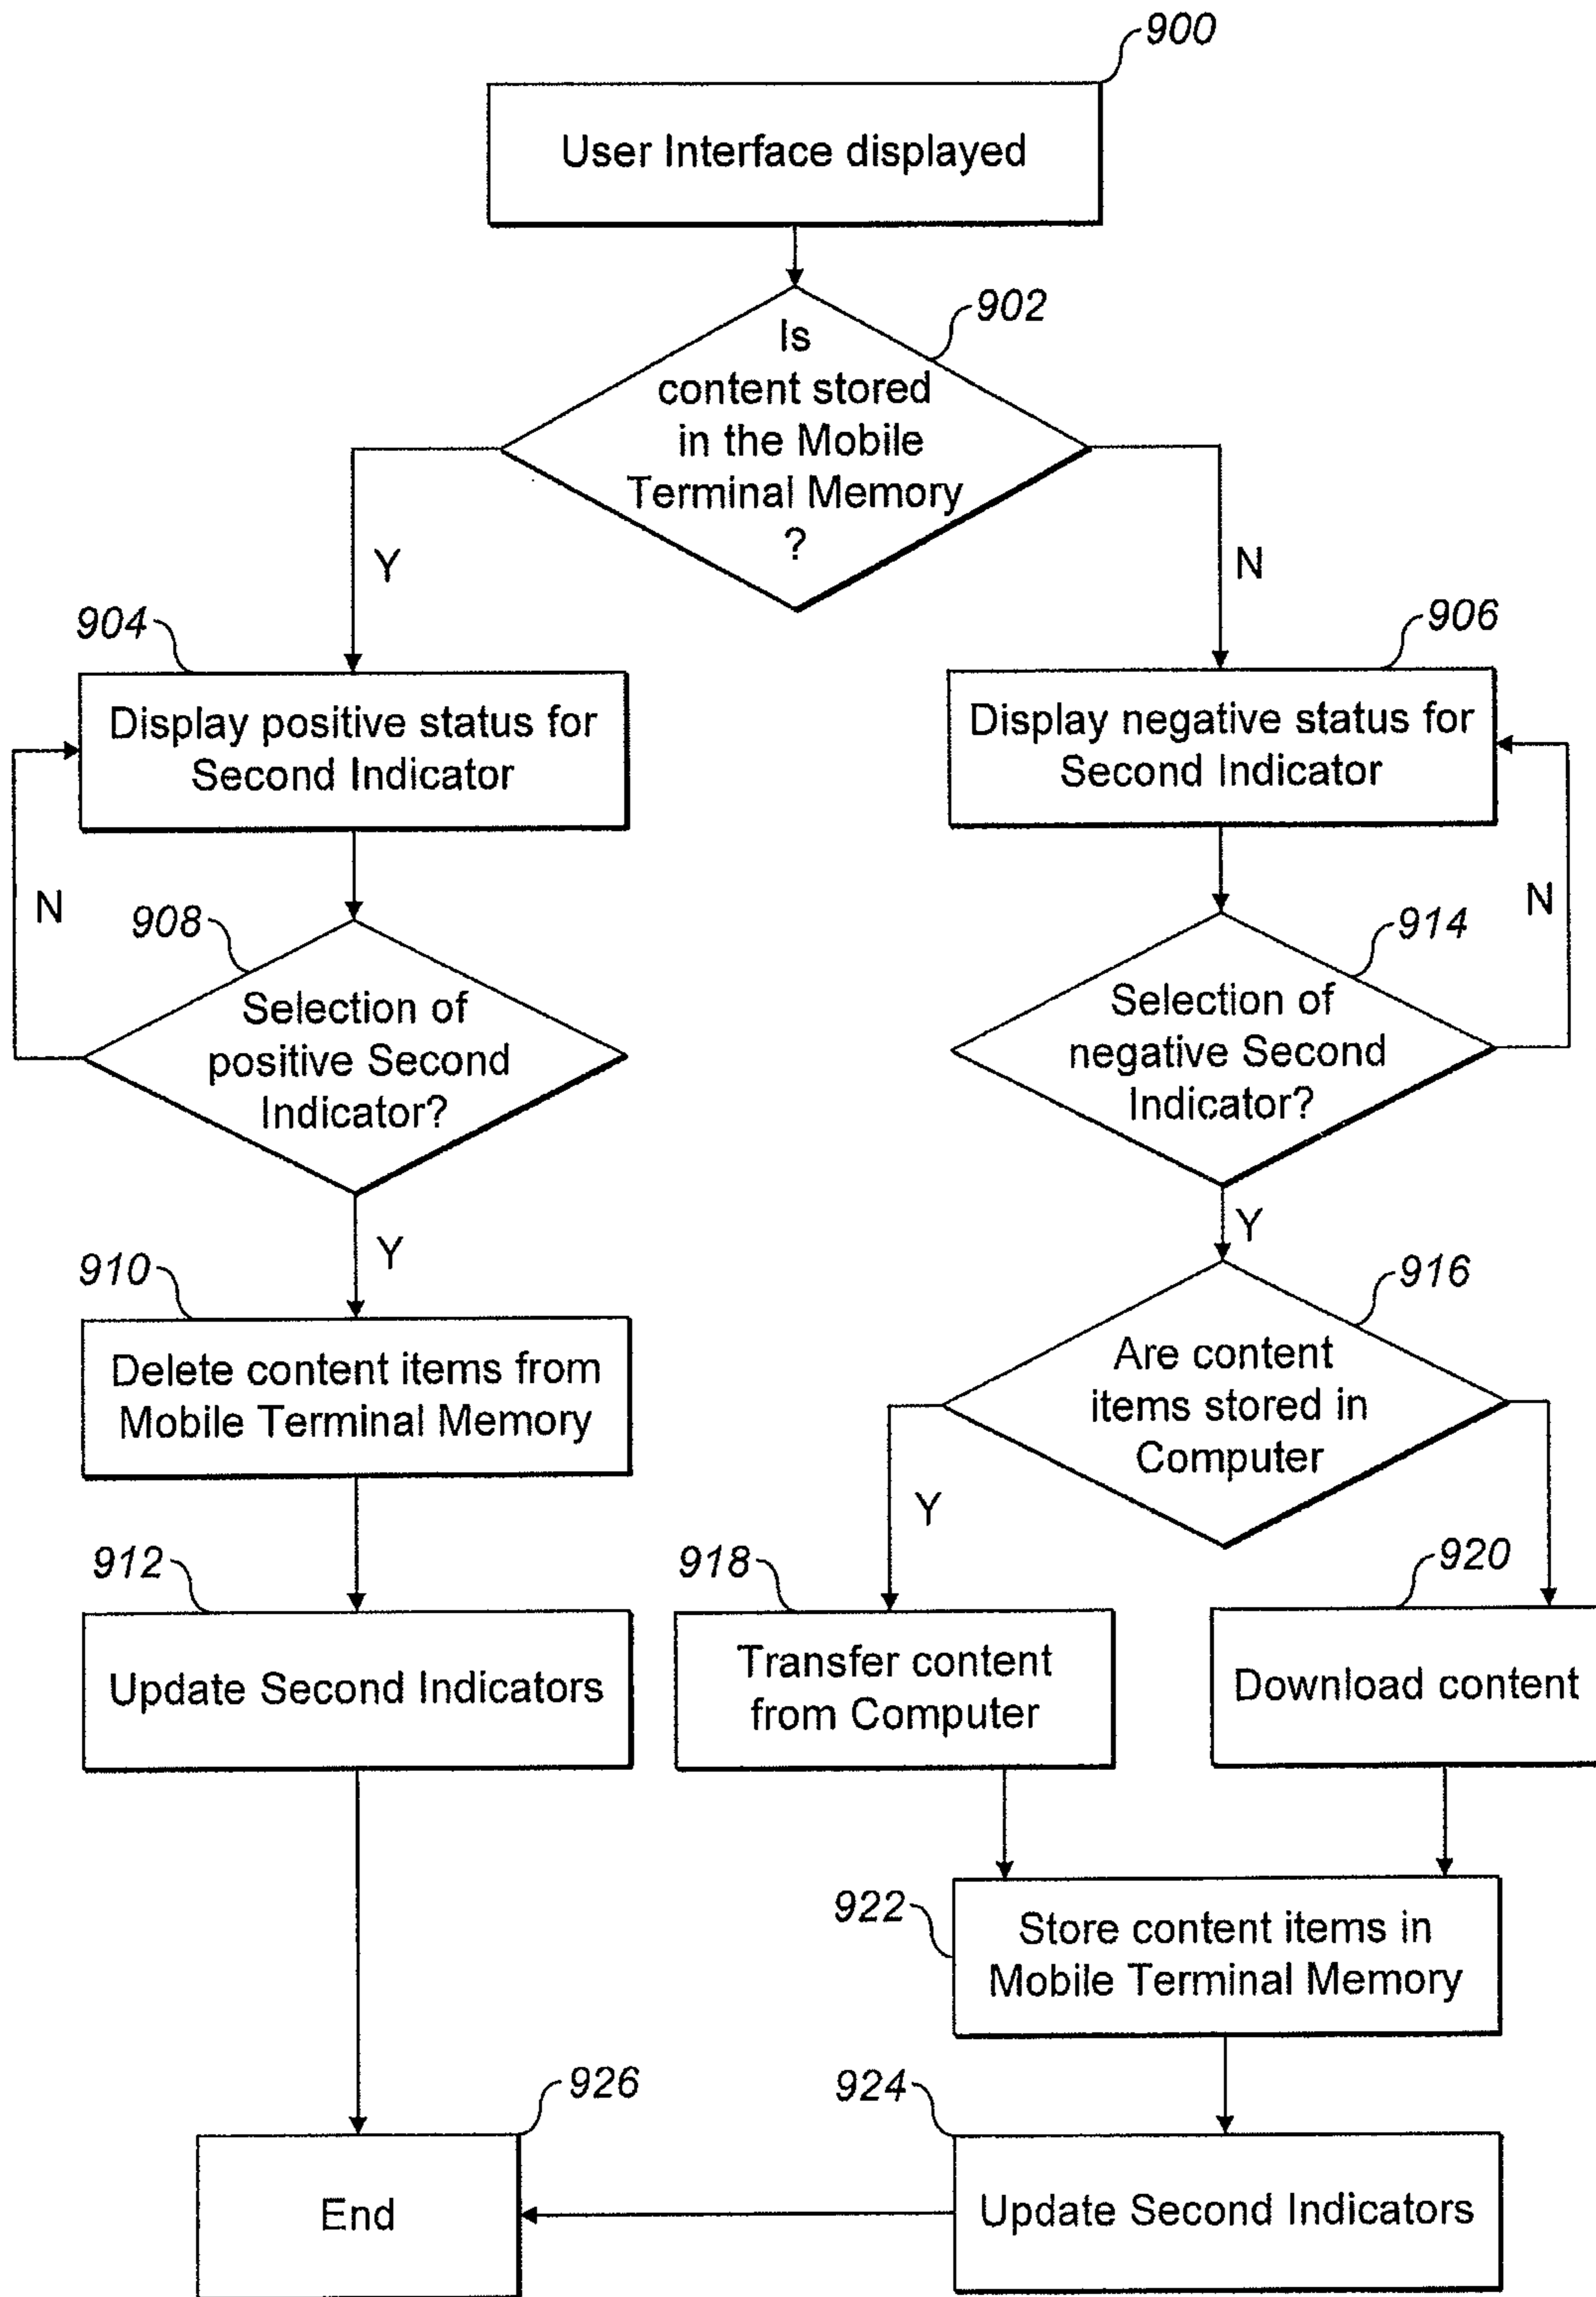 900
User Interface displayed
902
Is
content stored
in the Mobile
Terminal Memory
?
Y
N
904
906
Display positive status for
Second Indicator
Display negative status for
Second Indicator
N
N
908
914
Selection of
positive Second
Indicator?
Selection of
negative Second
Indicator?
Y
Y
910
916
Delete content items from
Mobile Terminal Memory
Are content
items stored in
Computer
Y
912
918
920
Update Second Indicators
Transfer content
from Computer
Download content
922
Store content items in
Mobile Terminal Memory
926
924
End
Update Second Indicators